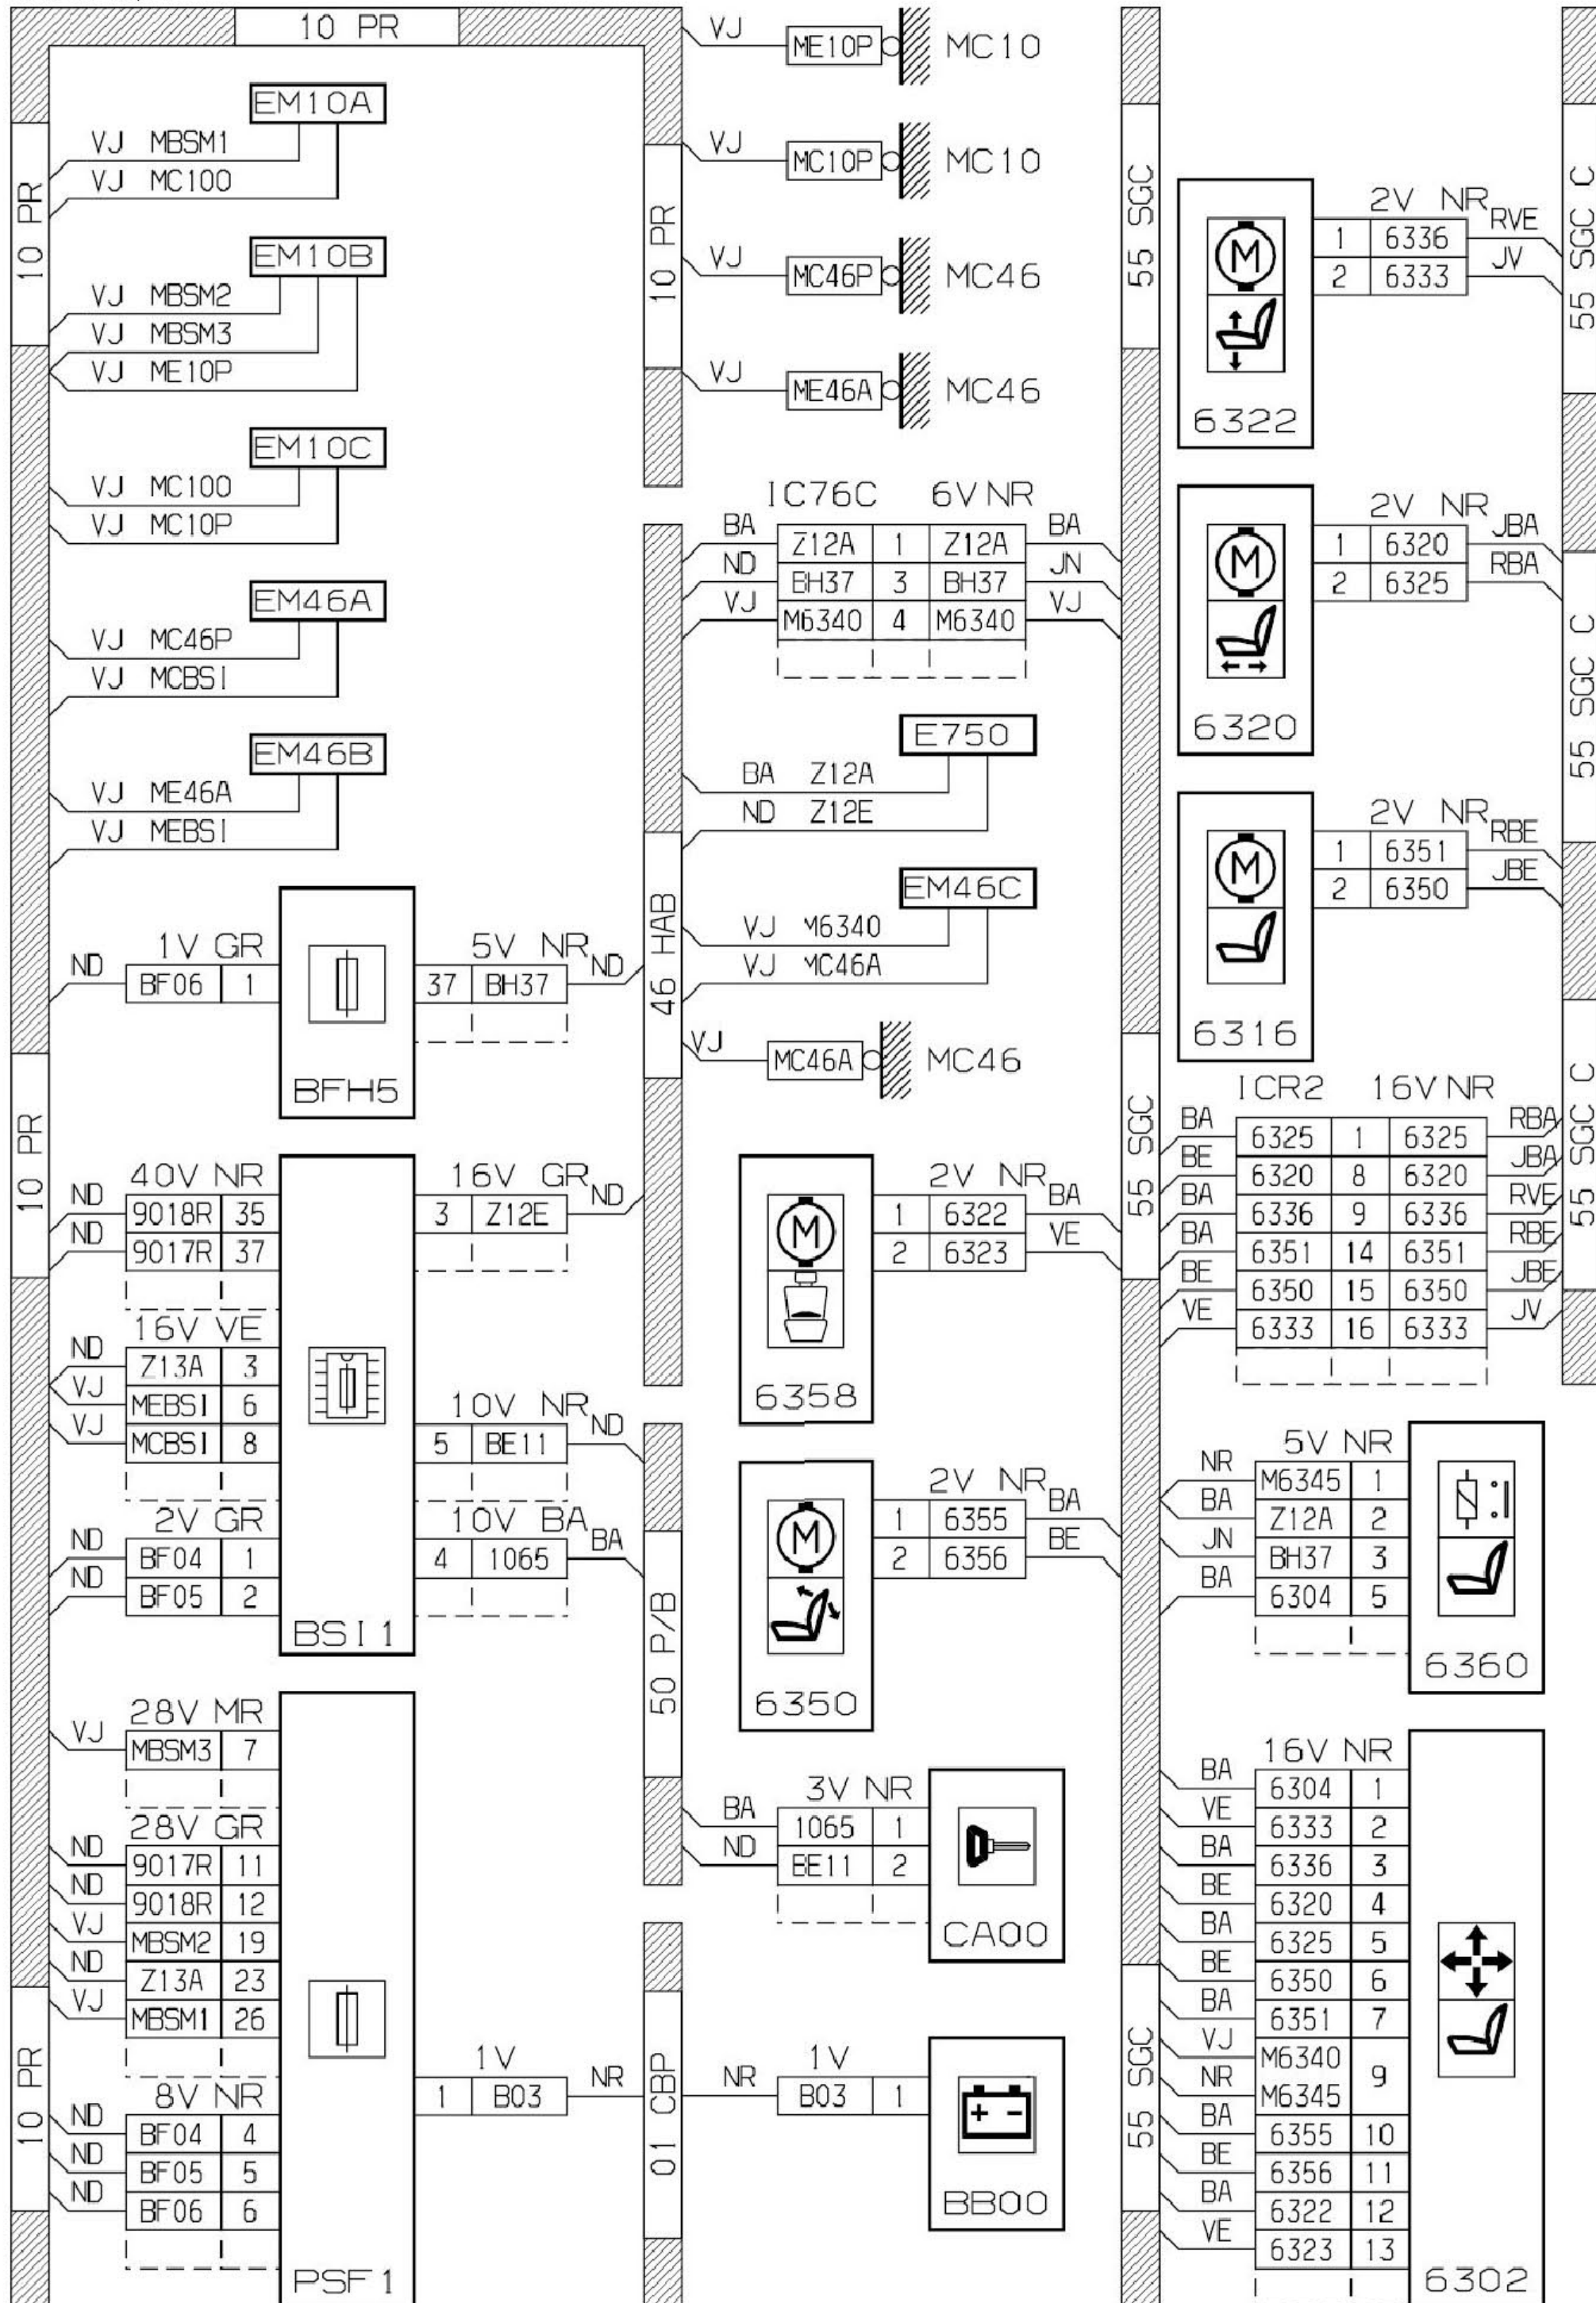 10 PR
10 PR
EM10A
VJ MBSM1
VJ MC100
EM10B
VJ MBSM2
VJ MBSM3
VJ ME10P
EM10C
VJ MC100
VJ MC10P
EM46A
VJ MC46P
VJ MCBSI
EM46B
VJ ME46A
VJ MEBSI
1V GR
ND BF06 1
BFH5
5V NR
37 BH37 ND
10 PR
40V NR
ND 9018R 35
ND 9017R 37
16V VE
ND Z13A 3
VJ MEBSI 6
VJ MCBSI 8
2V GR
ND BF04 1
ND BF05 2
BSI1
16V GR
3 Z12E ND
10V NR
5 BE11 ND
10V BA
4 1065 BA
28V MR
VJ MBSM3 7
28V GR
ND 9017R 11
ND 9018R 12
VJ MBSM2 19
ND Z13A 23
VJ MBSM1 26
10 PR
8V NR
ND BF04 4
ND BF05 5
ND BF06 6
PSF1
1V
1 B03 NR
10 PR
VJ ME10P MC10
VJ MC10P MC10
VJ MC46P MC46
VJ ME46A MC46
IC76C 6V NR
BA Z12A 1 Z12A BA
ND BH37 3 BH37 JN
VJ M6340 4 M6340 VJ
E750
BA Z12A
ND Z12E
46 HAB
EM46C
VJ M6340
VJ MC46A
VJ MC46A MC46
2V NR
1 6322 BA
2 6323 VE
6358
2V NR
1 6355 BA
2 6356 BE
6350
50 P/B
3V NR
BA 1065 1
ND BE11 2
CA00
01 CBP
1V
NR B03 1
BB00
55 SGC
2V NR
1 6336 RVE
2 6333 JV
6322
55 SGC C
2V NR
1 6320 JBA
2 6325 RBA
6320
55 SGC C
2V NR
1 6351 RBE
2 6350 JBE
6316
55 SGC
ICR2 16V NR
BA 6325 1 6325 RBA
BE 6320 8 6320 JBA
BA 6336 9 6336 RVE
BA 6351 14 6351 RBE
BE 6350 15 6350 JBE
VE 6333 16 6333 JV
55 SGC C
5V NR
NR M6345 1
BA Z12A 2
JN BH37 3
BA 6304 5
6360
16V NR
BA 6304 1
VE 6333 2
BA 6336 3
BE 6320 4
BA 6325 5
BE 6350 6
BA 6351 7
VJ M6340 9
NR M6345
BA 6355 10
BE 6356 11
BA 6322 12
VE 6323 13
6302
55 SGC